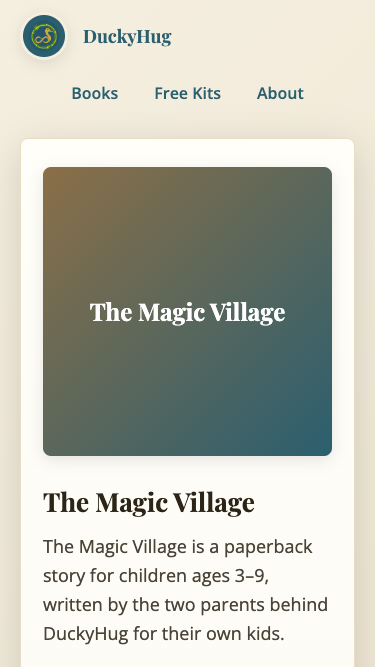 DuckyHug
Books Free Kits About
The Magic Village
The Magic Village
The Magic Village is a paperback
story for children ages 3–9,
written by the two parents behind
DuckyHug for their own kids.